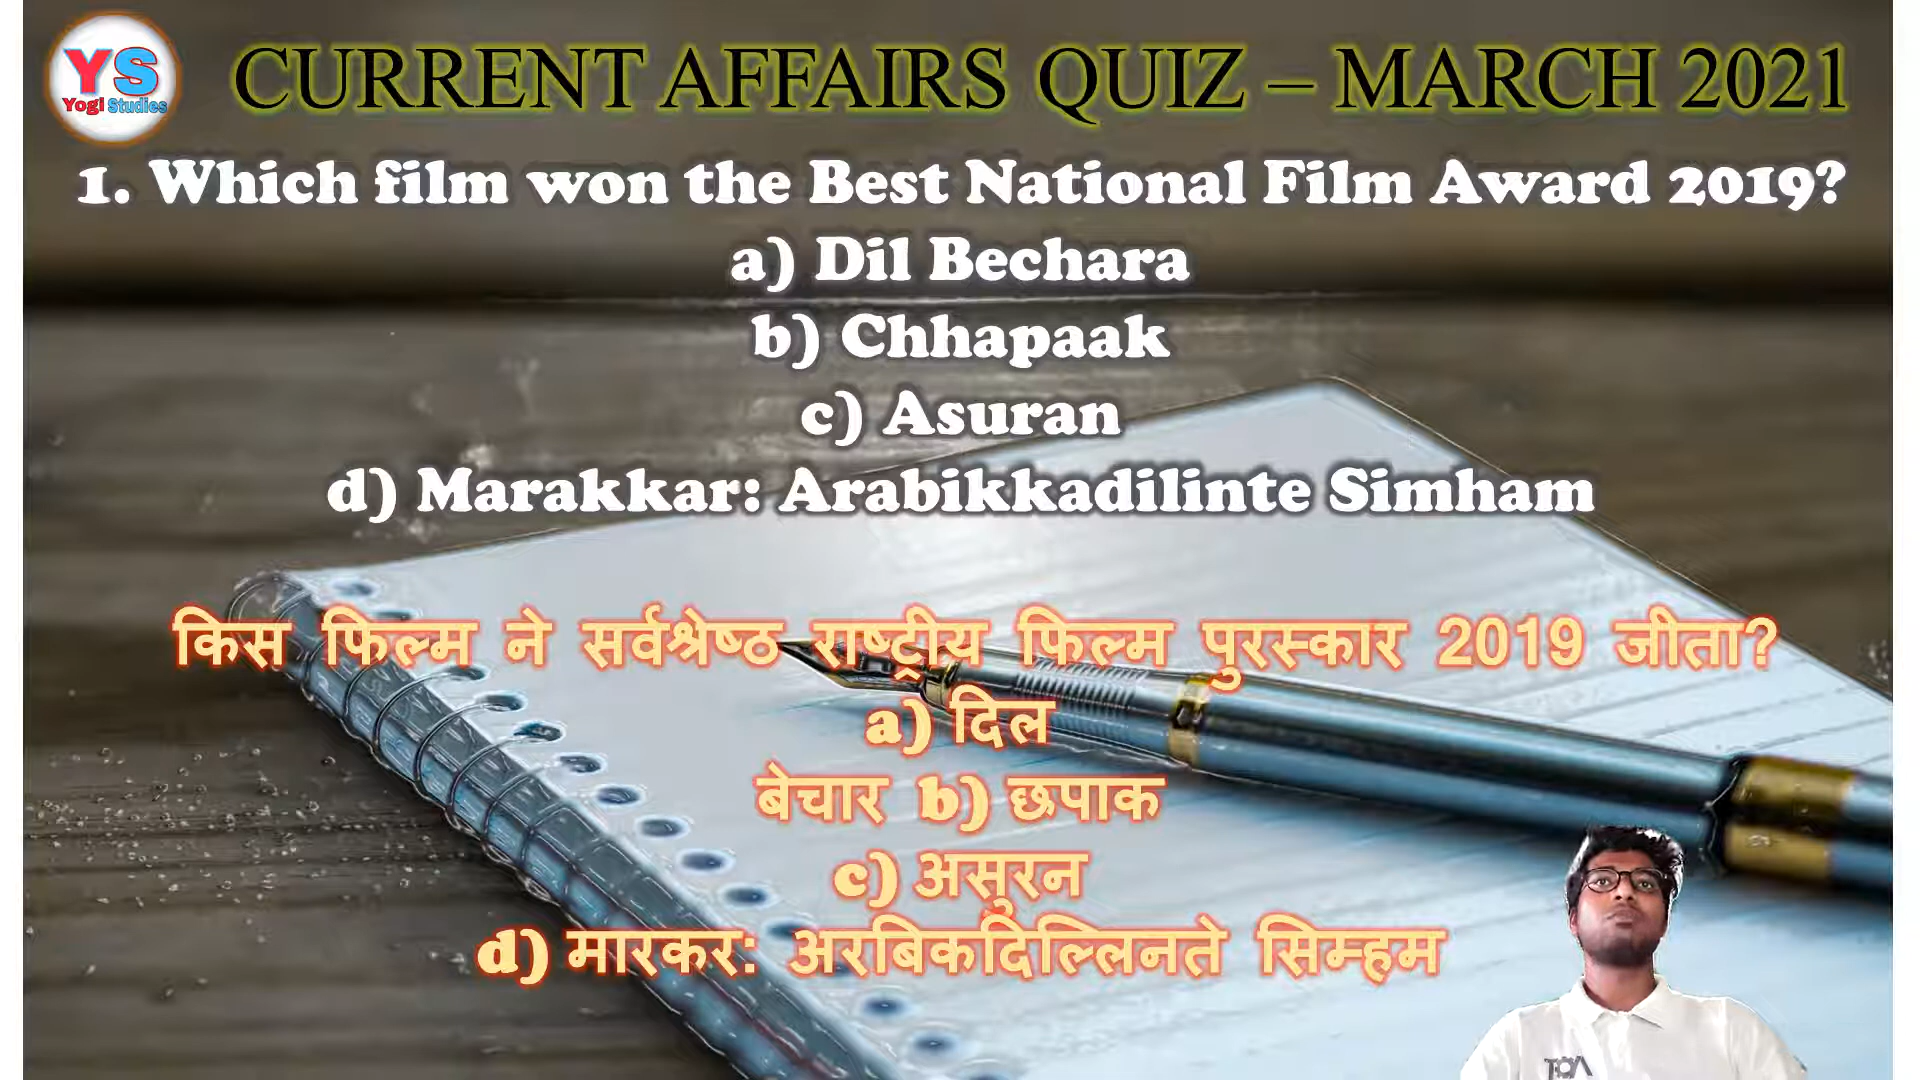 YS
Yogi Studies
CURRENT AFFAIRS QUIZ – MARCH 2021
1. Which film won the Best National Film Award 2019?
a) Dil Bechara
b) Chhapaak
c) Asuran
d) Marakkar: Arabikkadilinte Simham
किस फिल्म ने सर्वश्रेष्ठ राष्ट्रीय फिल्म पुरस्कार 2019 जीता?
a) दिल
बेचार b) छपाक
c) असुरन
d) मारकर: अरबिकदिल्लिनते सिम्हम